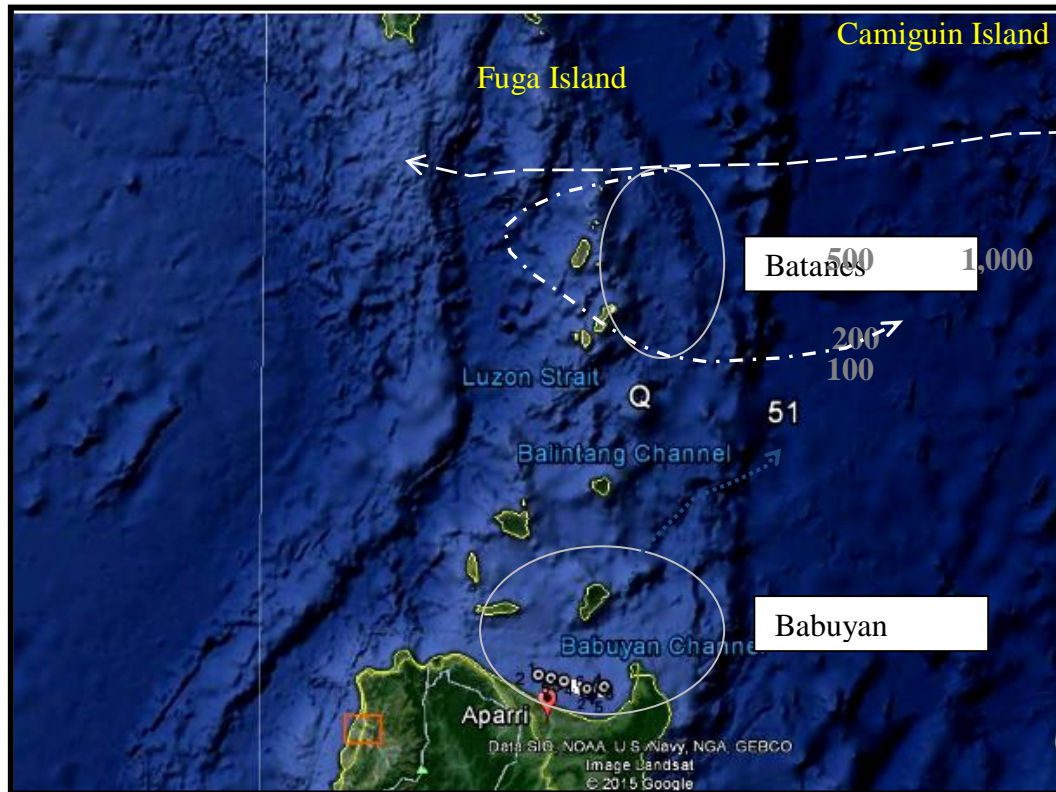 Camiguin Island
Fuga Island
Batanes
500
1,000
200
100
Luzon Strait
Q
51
Balintang Channel
Babuyan
Babuyan Channel
Aparri
Data SIO, NOAA, U.S. Navy, NGA, GEBCO
Image Landsat
© 2015 Google